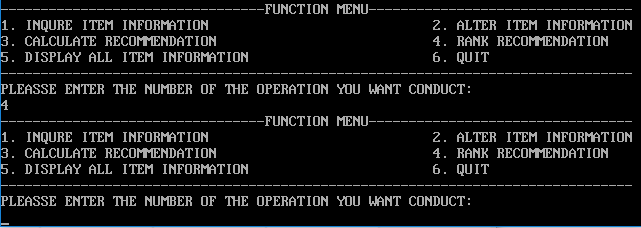 --------------------------------FUNCTION MENU--------------------------------
1. INQURE ITEM INFORMATION 2. ALTER ITEM INFORMATION
3. CALCULATE RECOMMENDATION 4. RANK RECOMMENDATION
5. DISPLAY ALL ITEM INFORMATION 6. QUIT
-------------------------------------------------------------------------------
PLEASSE ENTER THE NUMBER OF THE OPERATION YOU WANT CONDUCT:
4
--------------------------------FUNCTION MENU--------------------------------
1. INQURE ITEM INFORMATION 2. ALTER ITEM INFORMATION
3. CALCULATE RECOMMENDATION 4. RANK RECOMMENDATION
5. DISPLAY ALL ITEM INFORMATION 6. QUIT
-------------------------------------------------------------------------------
PLEASSE ENTER THE NUMBER OF THE OPERATION YOU WANT CONDUCT:
_